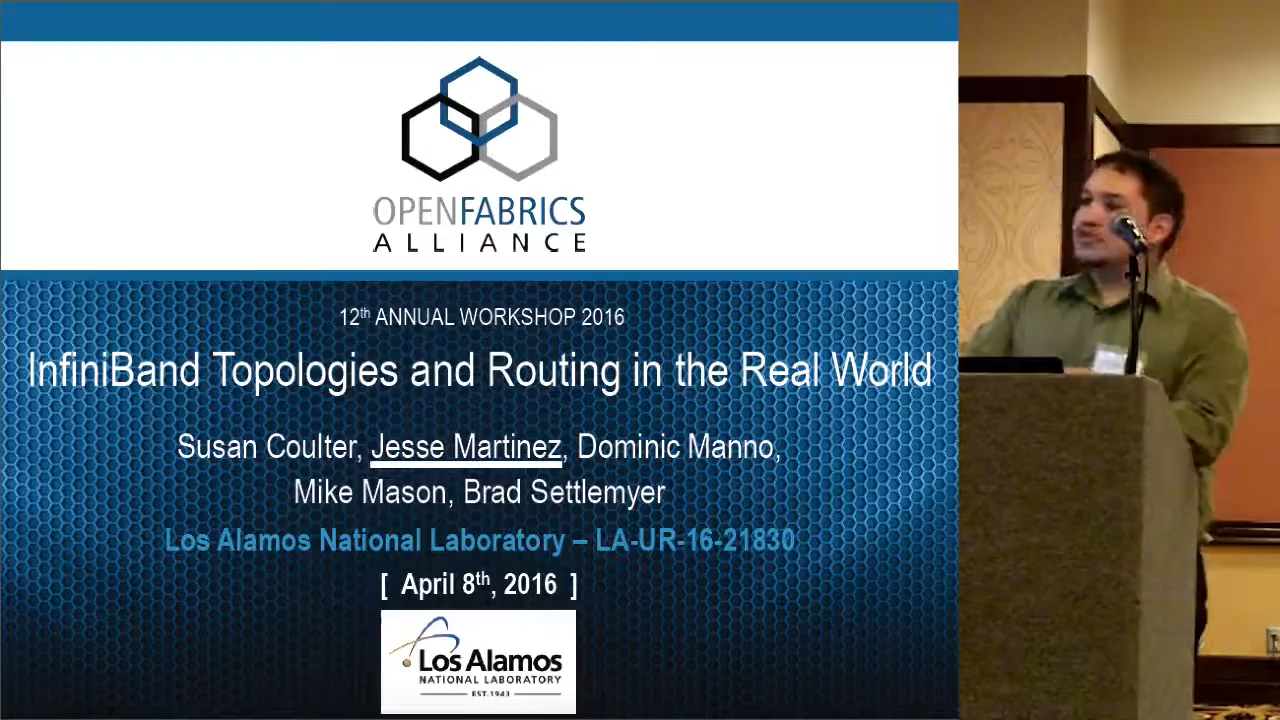 OPENFABRICS
ALLIANCE
12th ANNUAL WORKSHOP 2016
InfiniBand Topologies and Routing in the Real World
Susan Coulter, Jesse Martinez, Dominic Manno,
Mike Mason, Brad Settlemyer
Los Alamos National Laboratory – LA-UR-16-21830
[ April 8th, 2016 ]
Los Alamos
NATIONAL LABORATORY
EST.1943